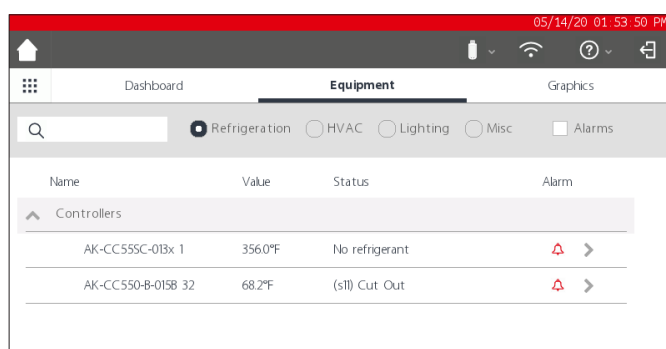 05/14/20 01:53:50 PM
Dashboard Equipment Graphics
Refrigeration HVAC Lighting Misc Alarms
Name Value Status Alarm
Controllers
AK-CC55SC-013x 1 356.0°F No refrigerant
AK-CC550-B-015B 32 68.2°F (s11) Cut Out